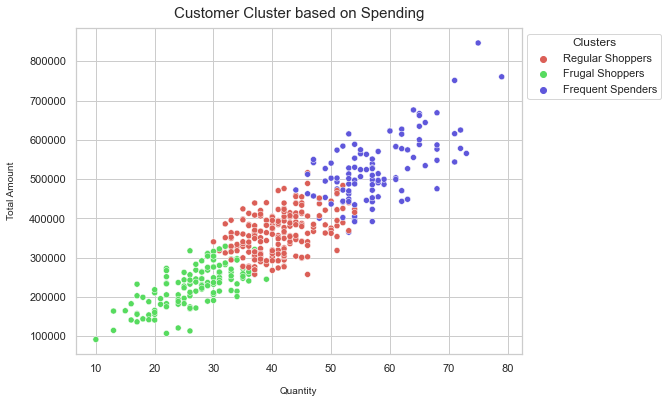 Customer Cluster based on Spending
Clusters
Regular Shoppers
Frugal Shoppers
Frequent Spenders
Total Amount
800000
700000
600000
500000
400000
300000
200000
100000
10 20 30 40 50 60 70 80
Quantity